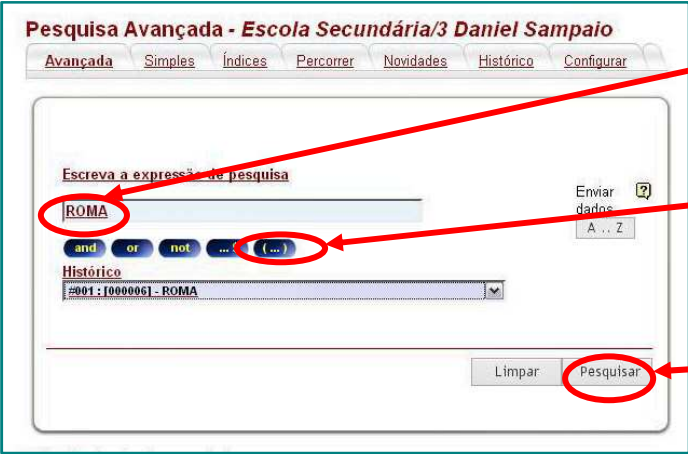 Pesquisa Avançada - Escola Secundária/3 Daniel Sampaio
Avançada Simples Índices Percorrer Novidades Histórico Configurar
Escreva a expressão de pesquisa
Enviar dados
?
ROMA
A .. Z
and or not ... $ (...)
Histórico
#001 : [000006] - ROMA
Limpar Pesquisar